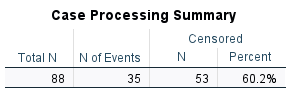 Case Processing Summary
Censored
Total N N of Events N Percent
88 35 53 60.2%